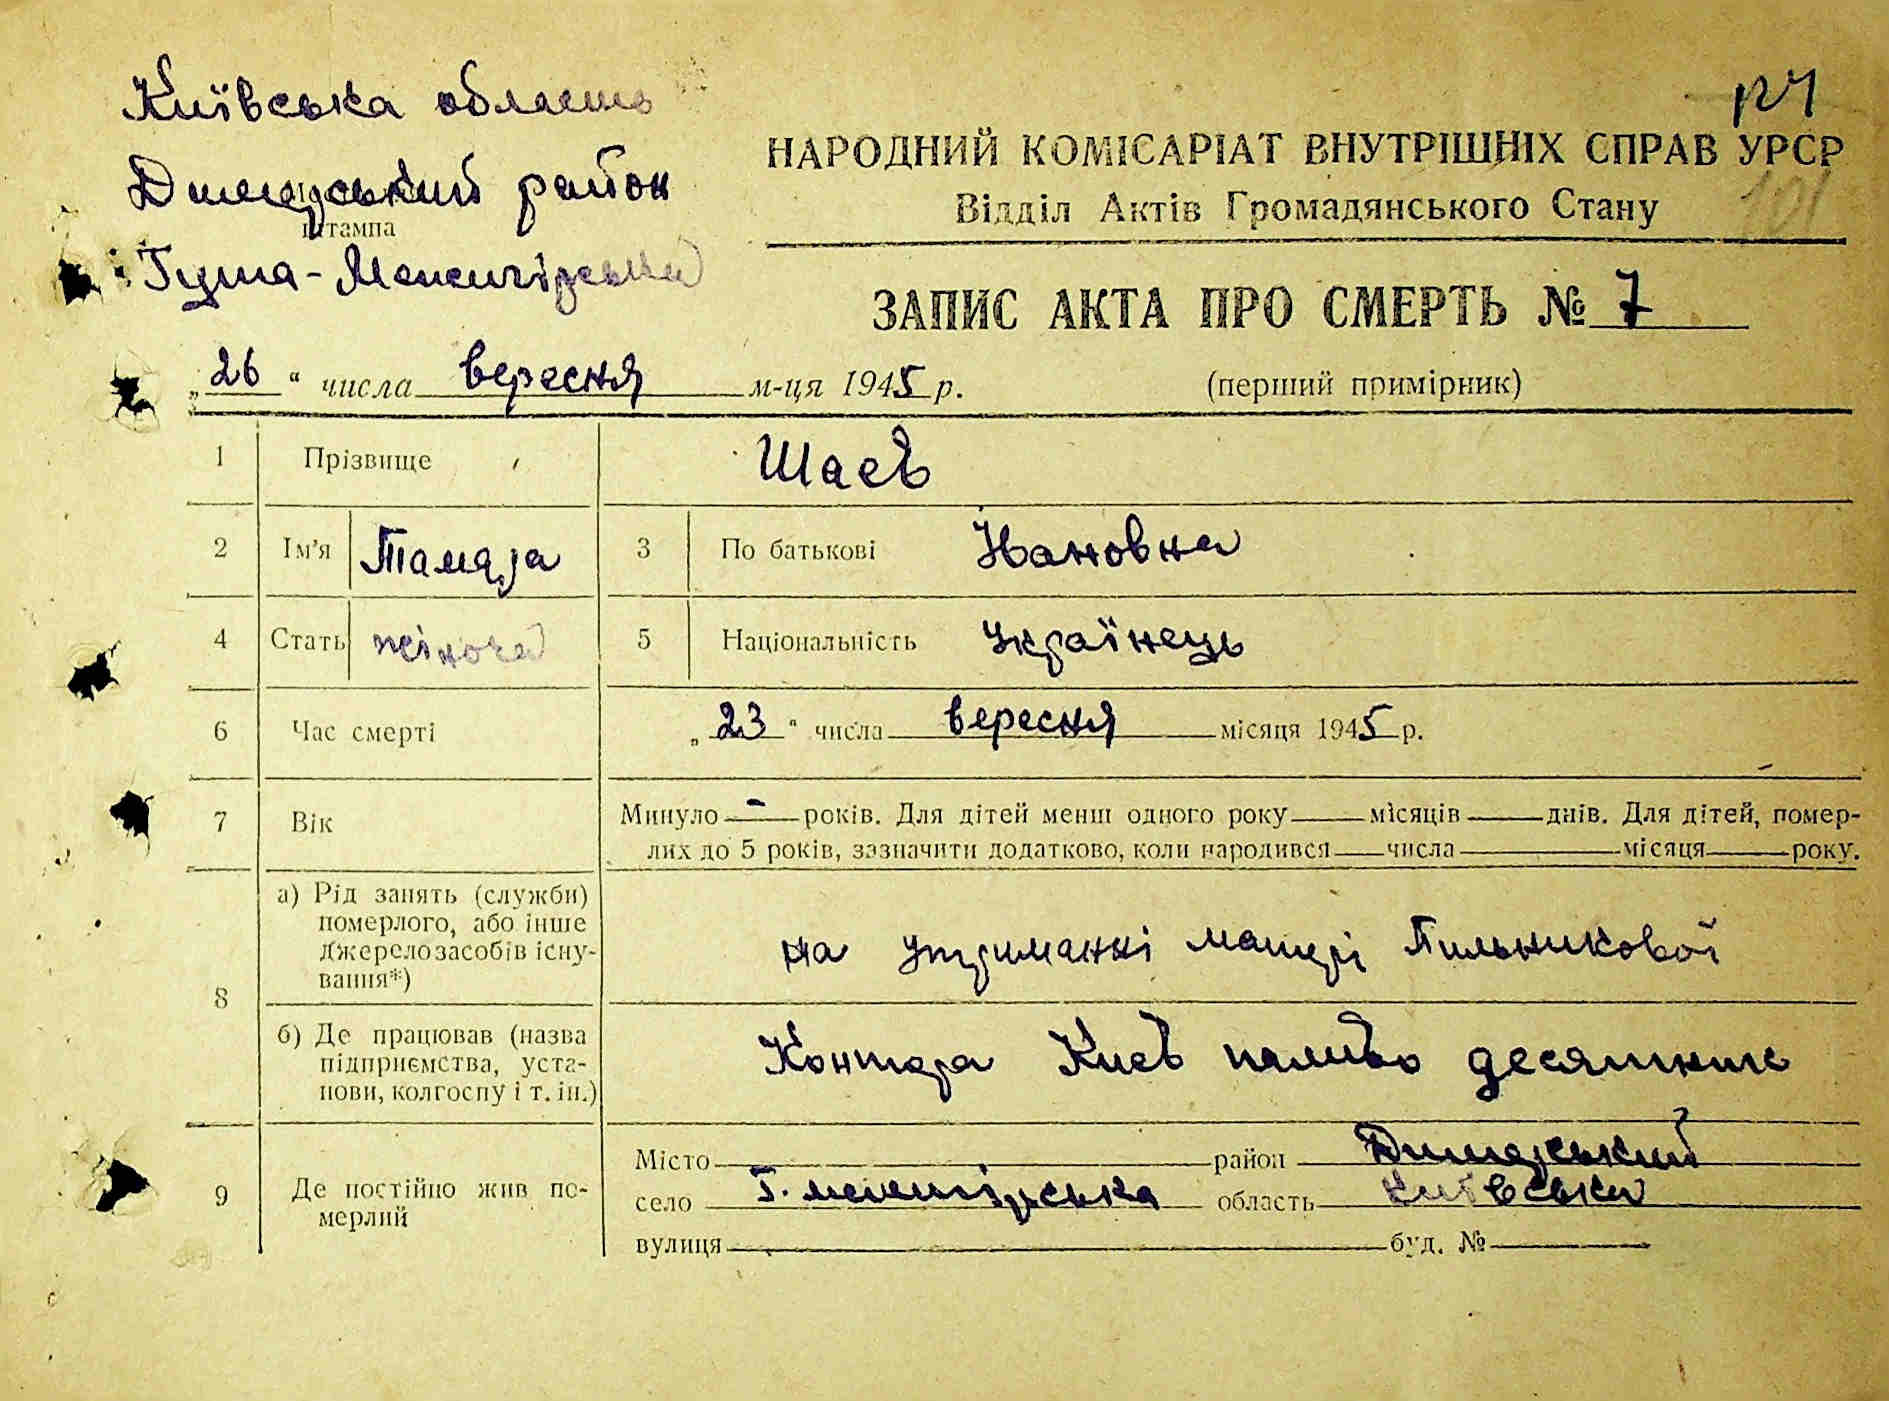 Київська область
124
Димерський район
НАРОДНИЙ КОМІСАРІАТ ВНУТРІШНІХ СПРАВ УРСР
штампа
Відділ Актів Громадянського Стану
101
Гута-Межигірська
ЗАПИС АКТА ПРО СМЕРТЬ № 7
„26“ числа вересня м-ця 1945 р.
(перший примірник)
1 Прізвище Шаєв
2 Ім’я Тамара 3 По батькові Ивановна
4 Стать жіноча 5 Національність Українець
6 Час смерті „23“ числа вересня місяця 1945 р.
7 Вік Минуло - років. Для дітей менш одного року місяців днів. Для дітей, помер-
лих до 5 років, зазначити додатково, коли народився числа місяця року.
8 а) Рід занять (служби)
померлого, або інше
джерело засобів існу-
вання*)
на утриманні матері Пильникової
б) Де працював (назва
підприємства, уста-
нови, колгоспу і т. ін.)
Контора Києв паливо десятник
9 Де постійно жив по-
мерлий
Місто район Димерський
село Г. межигірська область Київська
вулиця буд. №